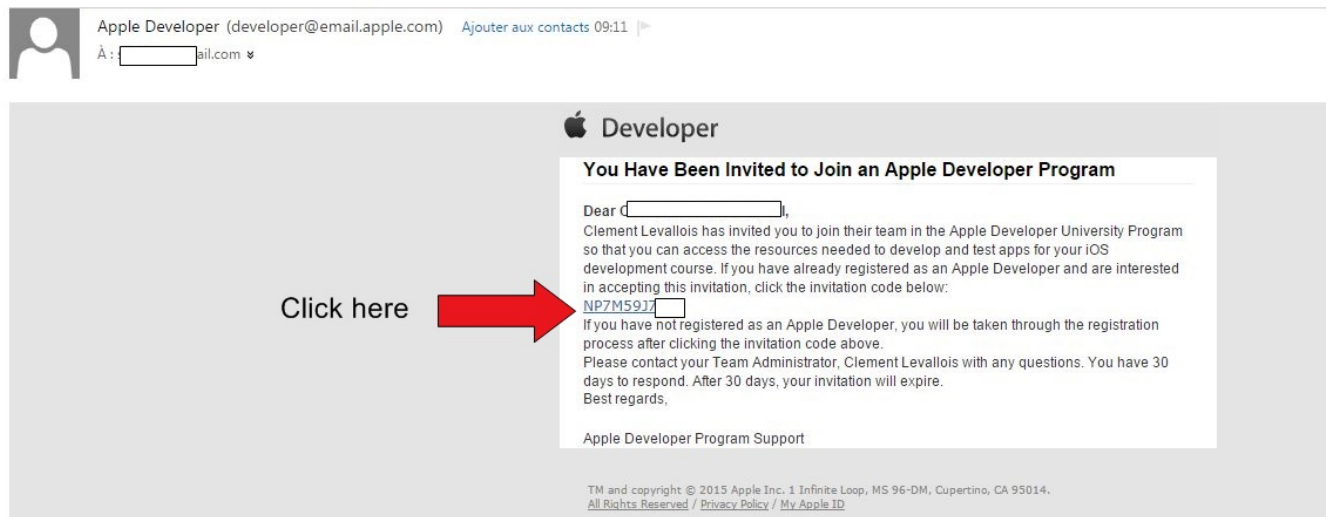 Apple Developer (developer@email.apple.com) Ajouter aux contacts 09:11
À : ail.com
Developer
You Have Been Invited to Join an Apple Developer Program
Dear
Clement Levallois has invited you to join their team in the Apple Developer University Program
so that you can access the resources needed to develop and test apps for your iOS
development course. If you have already registered as an Apple Developer and are interested
in accepting this invitation, click the invitation code below:
Click here
NP7M59J7
If you have not registered as an Apple Developer, you will be taken through the registration
process after clicking the invitation code above.
Please contact your Team Administrator, Clement Levallois with any questions. You have 30
days to respond. After 30 days, your invitation will expire.
Best regards,
Apple Developer Program Support
TM and copyright © 2015 Apple Inc. 1 Infinite Loop, MS 96-DM, Cupertino, CA 95014.
All Rights Reserved / Privacy Policy / My Apple ID